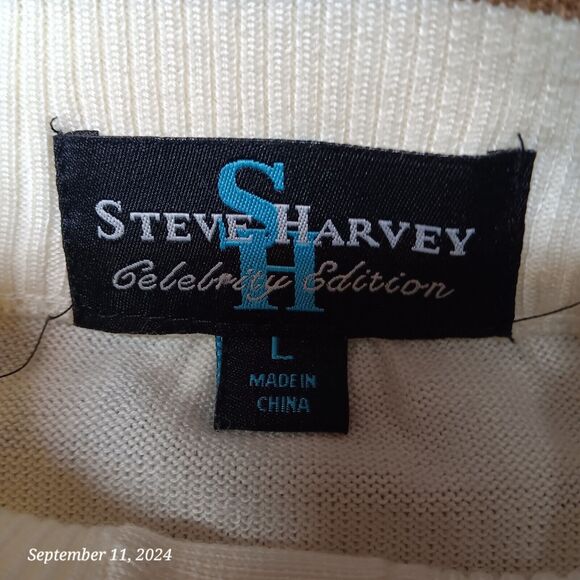 SH
STEVE HARVEY
Celebrity Edition
L
MADE IN
CHINA
September 11, 2024